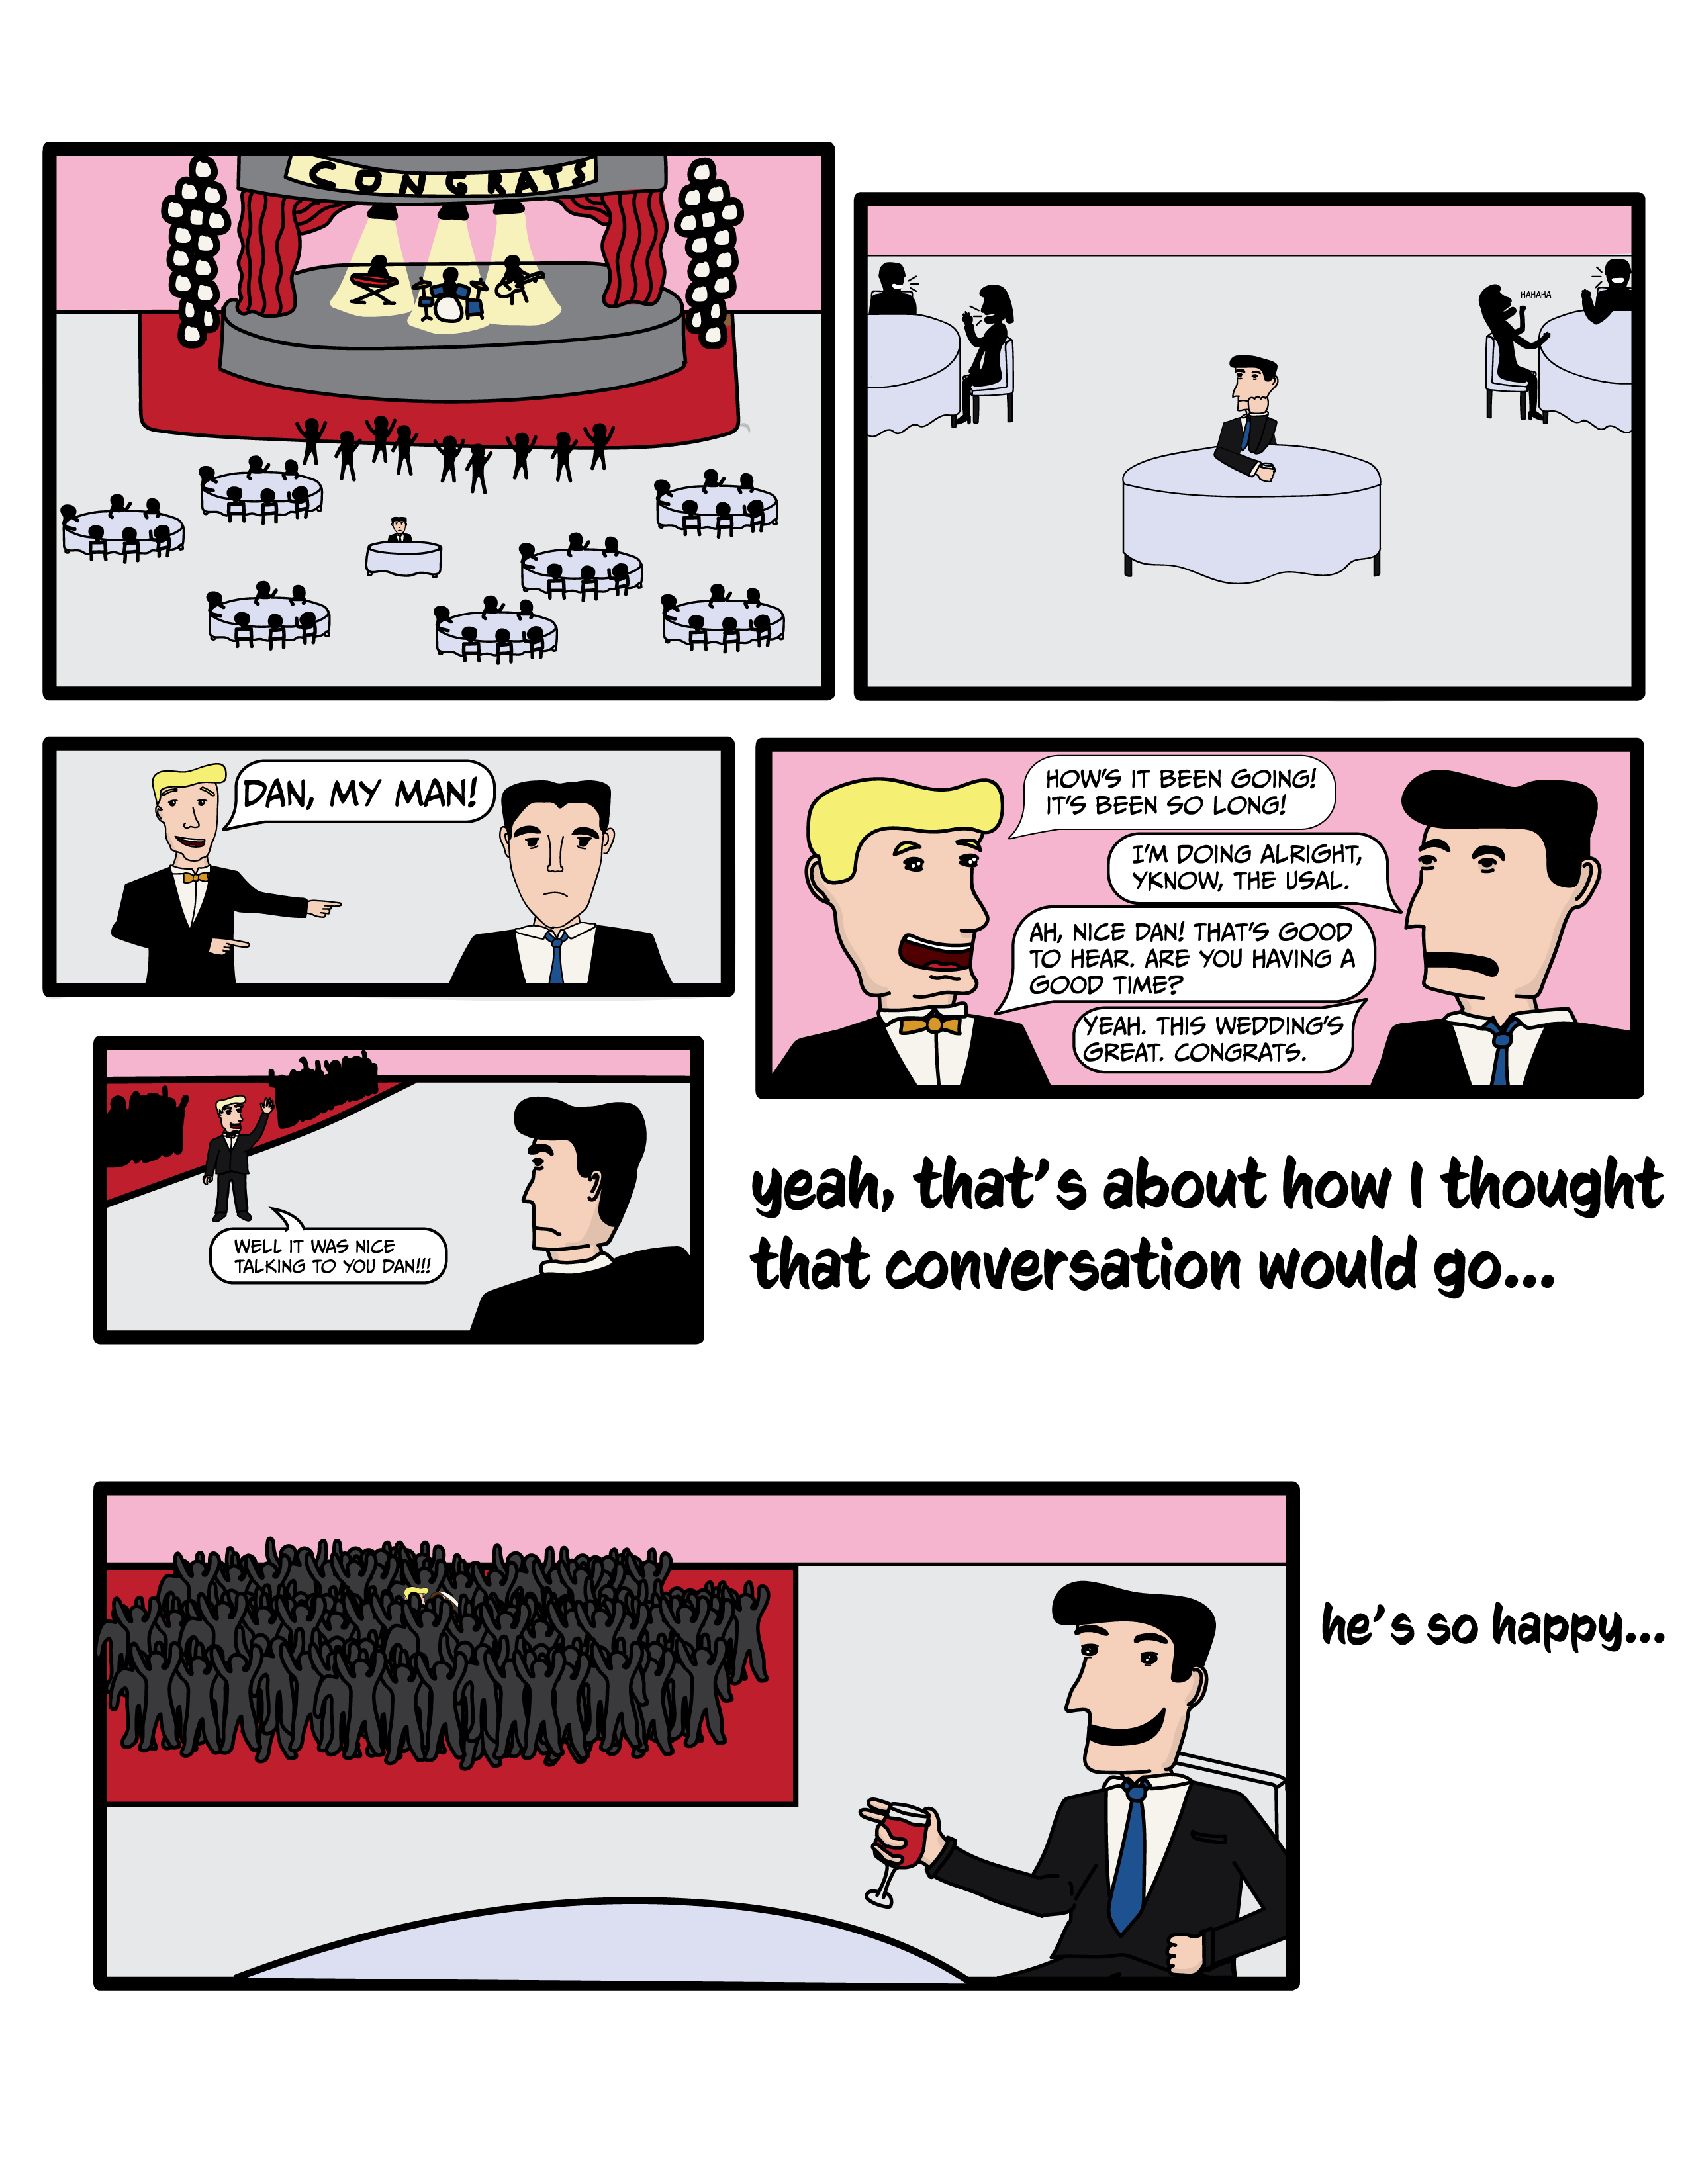 CONGRATS
HAHAHA
DAN, MY MAN!
HOW'S IT BEEN GOING!
IT'S BEEN SO LONG!
I'M DOING ALRIGHT,
YKNOW, THE USAL.
AH, NICE DAN! THAT'S GOOD
TO HEAR. ARE YOU HAVING A
GOOD TIME?
YEAH. THIS WEDDING'S
GREAT. CONGRATS.
WELL IT WAS NICE
TALKING TO YOU DAN!!!
yeah, that's about how I thought
that conversation would go...
he's so happy...